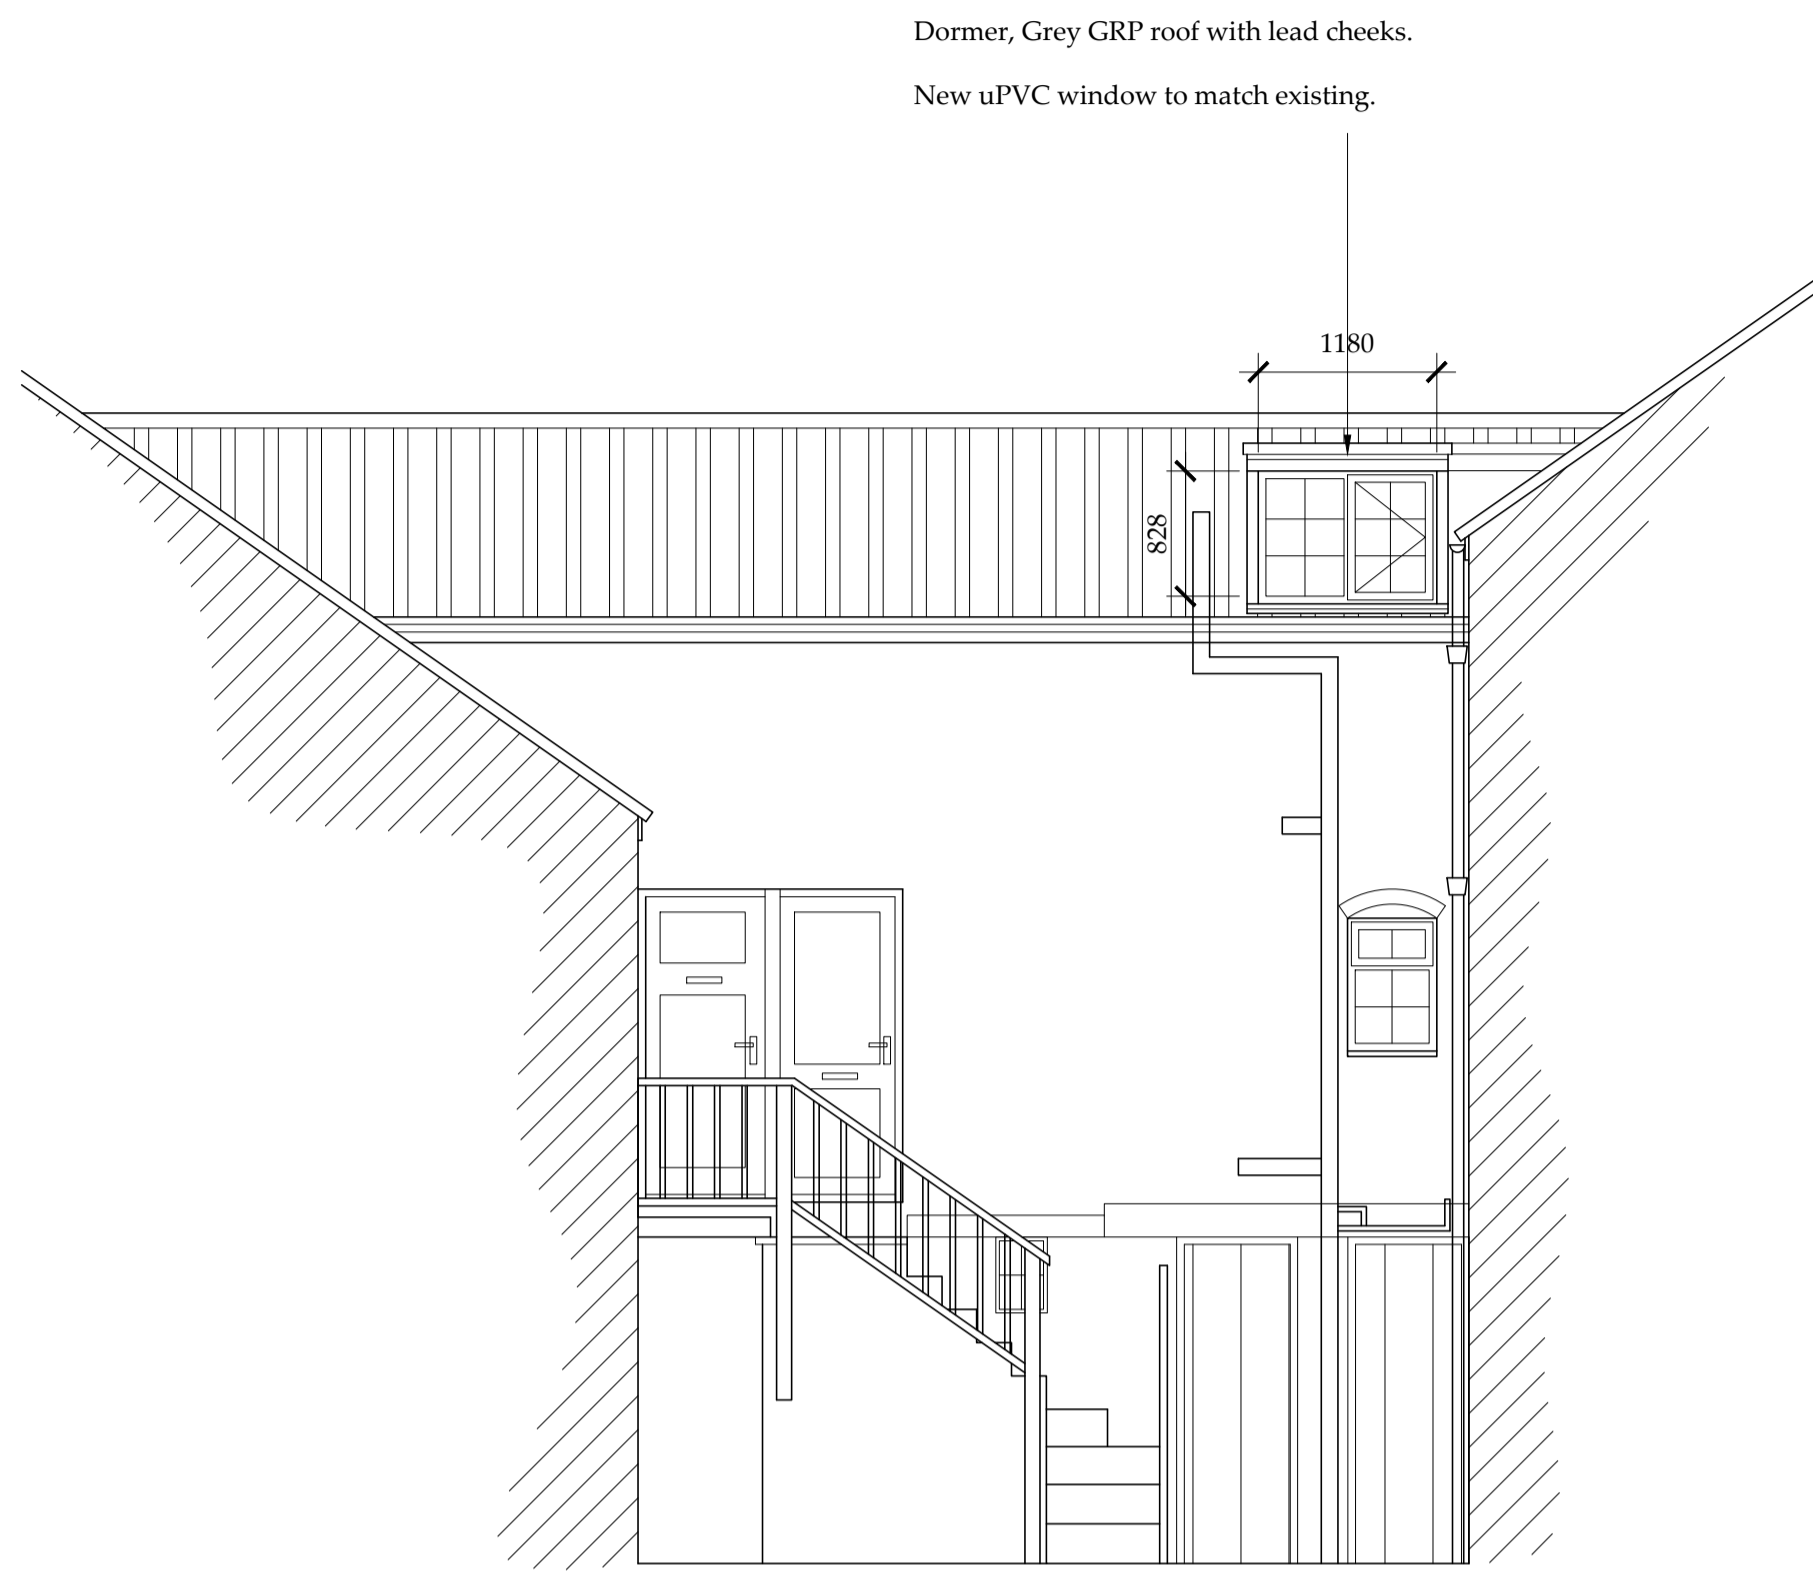 Dormer, Grey GRP roof with lead cheeks.
New uPVC window to match existing.
1180
828